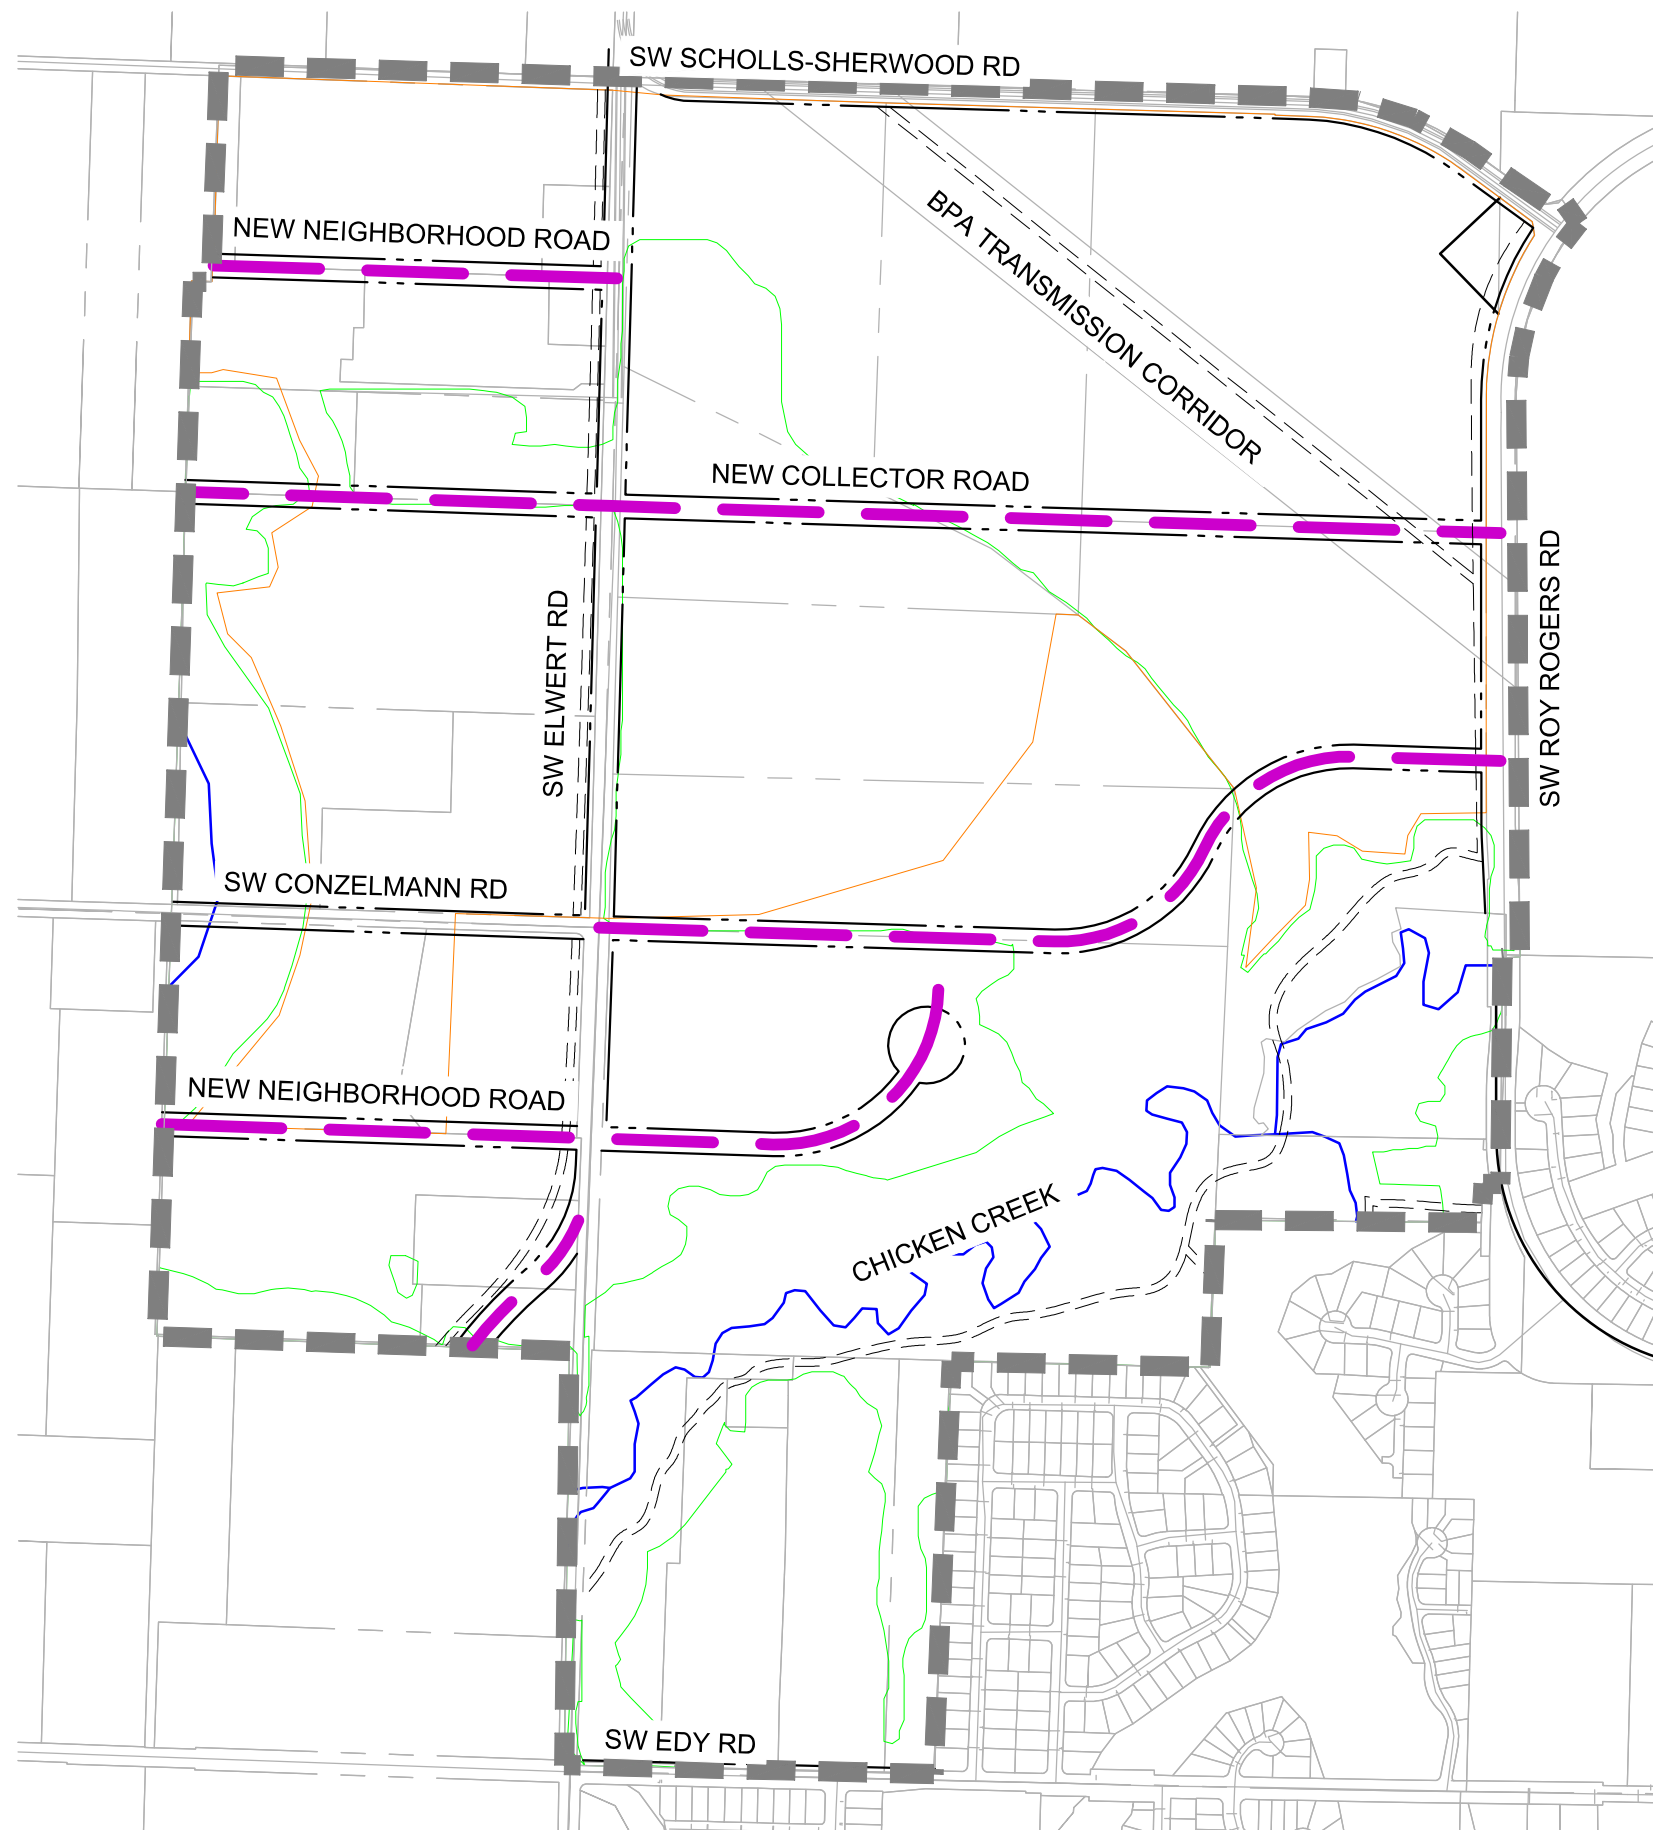 SW SCHOLLS-SHERWOOD RD
NEW NEIGHBORHOOD ROAD
BPA TRANSMISSION CORRIDOR
NEW COLLECTOR ROAD
SW ELWERT RD
SW ROY ROGERS RD
SW CONZELMANN RD
NEW NEIGHBORHOOD ROAD
CHICKEN CREEK
SW EDY RD